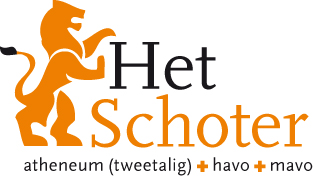 Het
Schoter
atheneum (tweetalig) + havo + mavo